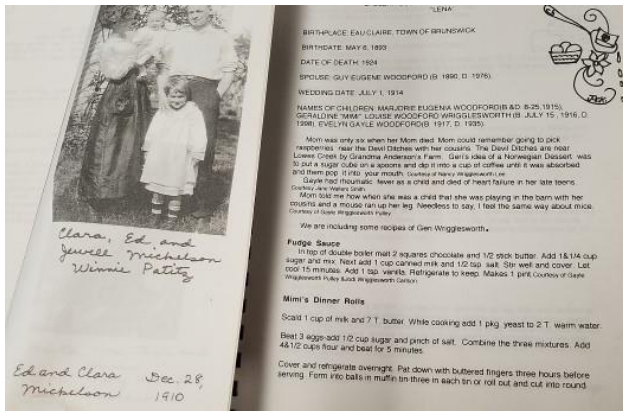 Clara, Ed, and
Jewell Michelson
Winnie Patitz
Ed and Clara
Michelson
Dec. 28,
1910
"LENA"
BIRTHPLACE: EAU CLAIRE, TOWN OF BRUNSWICK
BIRTHDATE: MAY 6, 1893
DATE OF DEATH: 1924
SPOUSE: GUY EUGENE WOODFORD (B. 1890, D. 1976)
WEDDING DATE: JULY 1, 1914
NAMES OF CHILDREN: MARJORIE EUGENIA WOODFORD(B.& D. 8-25,1915),
GERALDINE "MIMI" LOUISE WOODFORD WRIGGLESWORTH (B. JULY 15, 1916, D.
1998), EVELYN GAYLE WOODFORD(B. 1917, D. 1935).
Mom was only six when her Mom died. Mom could remember going to pick
raspberries near the Devil Ditches with her cousins. The Devil Ditches are near
Lowes Creek by Grandma Anderson's Farm. Gen's idea of a Norwegian Dessert was
to put a sugar cube on a spoons and dip it into a cup of coffee until it was absorbed
and them pop it into your mouth. Courtesy of Nancy Wrigglesworth Lee
Gayle had rheumatic fever as a child and died of heart failure in her late teens.
Courtesy Jane Walters Smith
Mom told me how when she was a child that she was playing in the barn with her
cousins and a mouse ran up her leg. Needless to say, I feel the same way about mice.
Courtesy of Gayle Wrigglesworth Pulley
We are including some recipes of Gen Wrigglesworth.
Fudge Sauce
In top of double boiler melt 2 squares chocolate and 1/2 stick butter. Add 1&1/4 cup
sugar and mix. Next add 1 cup canned milk and 1/2 tsp. salt. Stir well and cover. Let
cool 15 minutes. Add 1 tsp. vanilla. Refrigerate to keep. Makes 1 pint Courtesy of Gayle
Wrigglesworth Pulley Wrigglesworth Carlson
Mimi's Dinner Rolls
Scald 1 cup of milk and 7 T. butter. While cooking add 1 pkg. yeast to 2 T. warm water.
Beat 3 eggs-add 1/2 cup sugar and pinch of salt. Combine the three mixtures. Add
4&1/2 cups flour and beat for 5 minutes.
Cover and refrigerate overnight. Pat down with buttered fingers three hours before
serving. Form into balls in muffin tin-three in each tin or roll out and cut into round